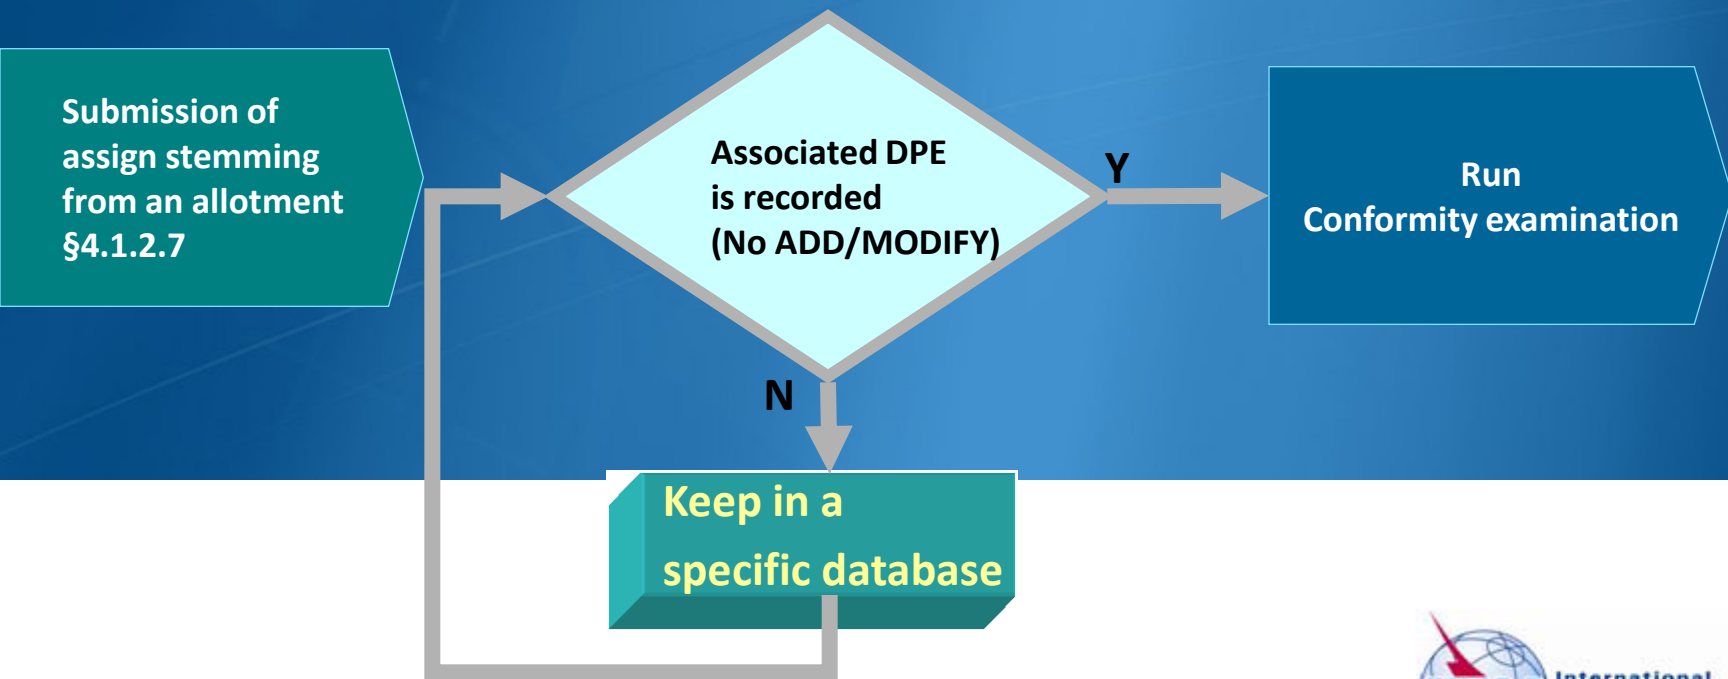 Submission of
assign stemming
from an allotment
§4.1.2.7
Associated DPE
is recorded
(No ADD/MODIFY)
Y
Run
Conformity examination
N
Keep in a
specific database
International